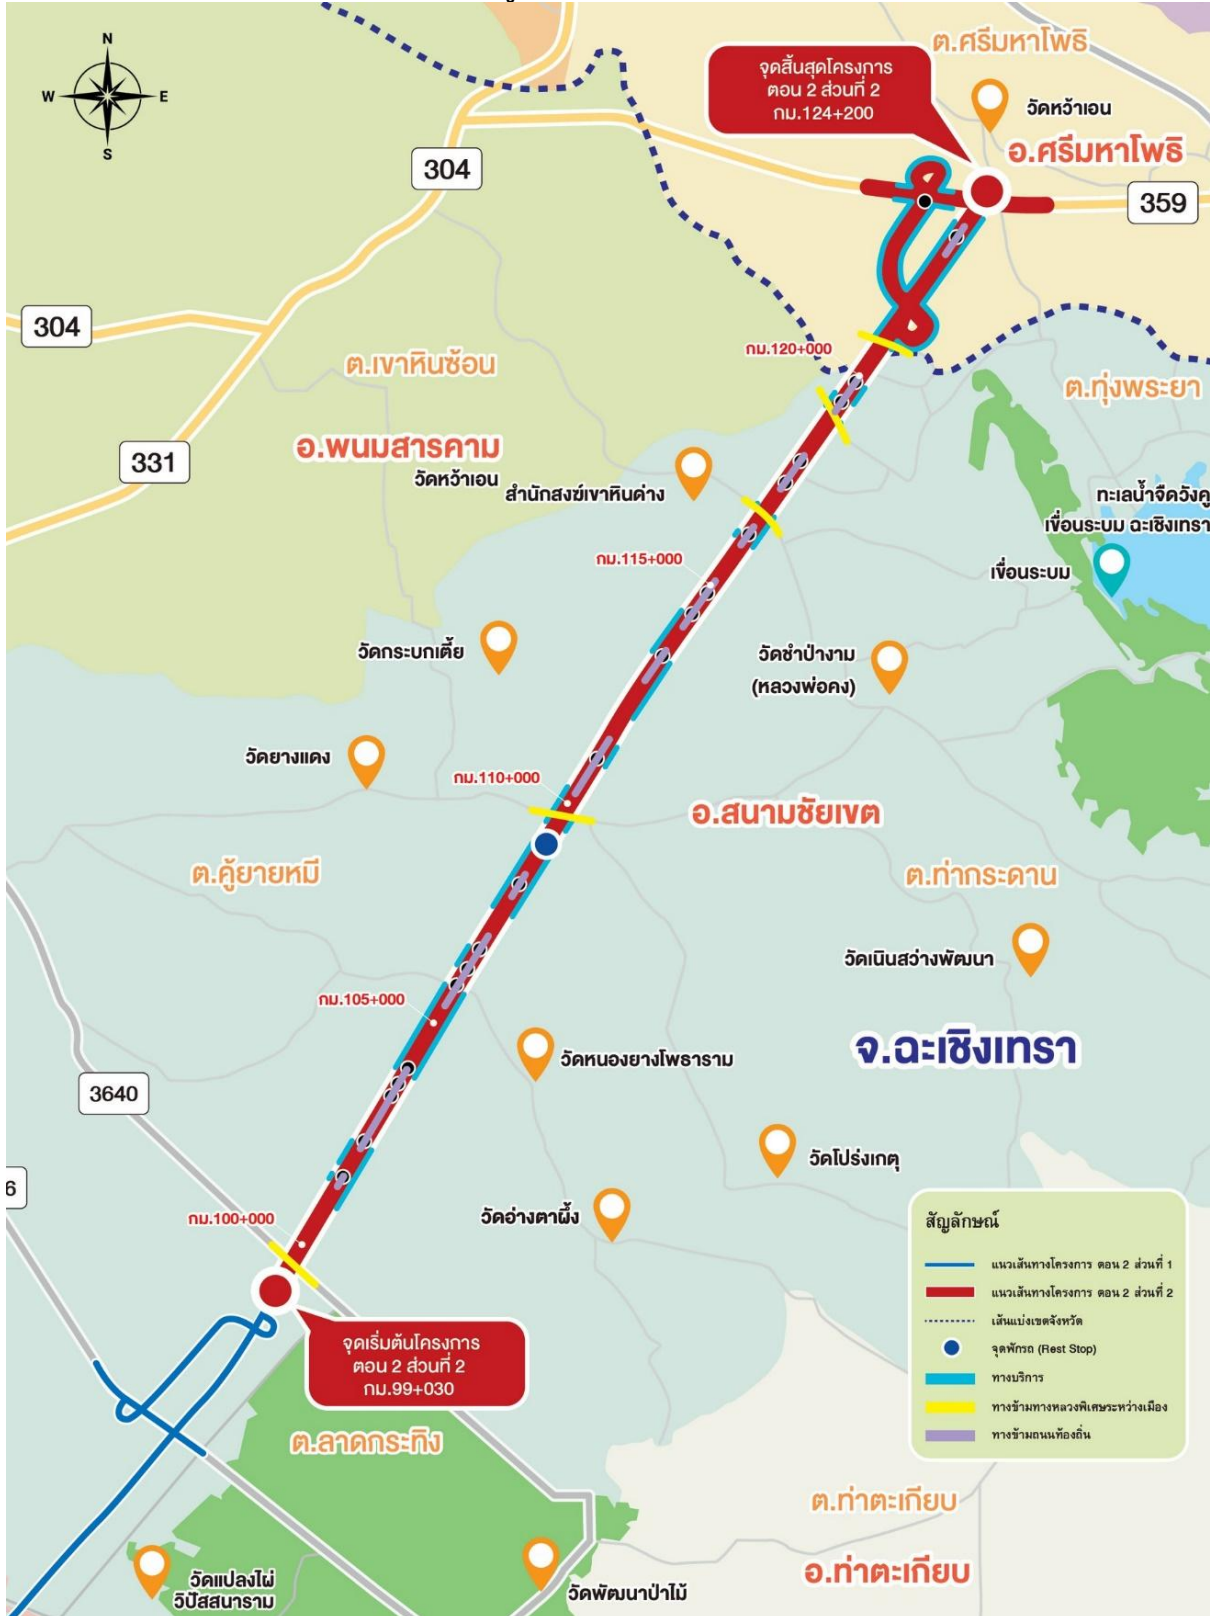 N
W
E
S
ต.ศรีมหาโพธิ
จุดสิ้นสุดโครงการ
ตอน 2 ส่วนที่ 2
กม.124+200
วัดหว้าเอน
อ.ศรีมหาโพธิ
304
359
304
กม.120+000
ต.เขาหินซ้อน
ต.ทุ่งพระยา
อ.พนมสารคาม
331
วัดหว้าเอน
สำนักสงฆ์เขาหินด่าง
ทะเลน้ำจืดวังคู
เขื่อนระบม ฉะเชิงเทรา
กม.115+000
เขื่อนระบม
วัดกระบกเตี้ย
วัดชำป่างาม
(หลวงพ่อคง)
วัดยางแดง
กม.110+000
อ.สนามชัยเขต
ต.คู้ยายหมี
ต.ท่ากระดาน
วัดเนินสว่างพัฒนา
กม.105+000
จ.ฉะเชิงเทรา
วัดหนองยางโพธาราม
3640
วัดโปร่งเกตุ
6
กม.100+000
วัดอ่างตาผึ้ง
สัญลักษณ์
แนวเส้นทางโครงการ ตอน 2 ส่วนที่ 1
แนวเส้นทางโครงการ ตอน 2 ส่วนที่ 2
เส้นแบ่งเขตจังหวัด
จุดพักรถ (Rest Stop)
ทางบริการ
ทางข้ามทางหลวงพิเศษระหว่างเมือง
ทางข้ามถนนท้องถิ่น
จุดเริ่มต้นโครงการ
ตอน 2 ส่วนที่ 2
กม.99+030
ต.ลาดกระทิง
ต.ท่าตะเกียบ
อ.ท่าตะเกียบ
วัดแปลงไผ่
วิปัสสนาราม
วัดพัฒนาป่าไม้